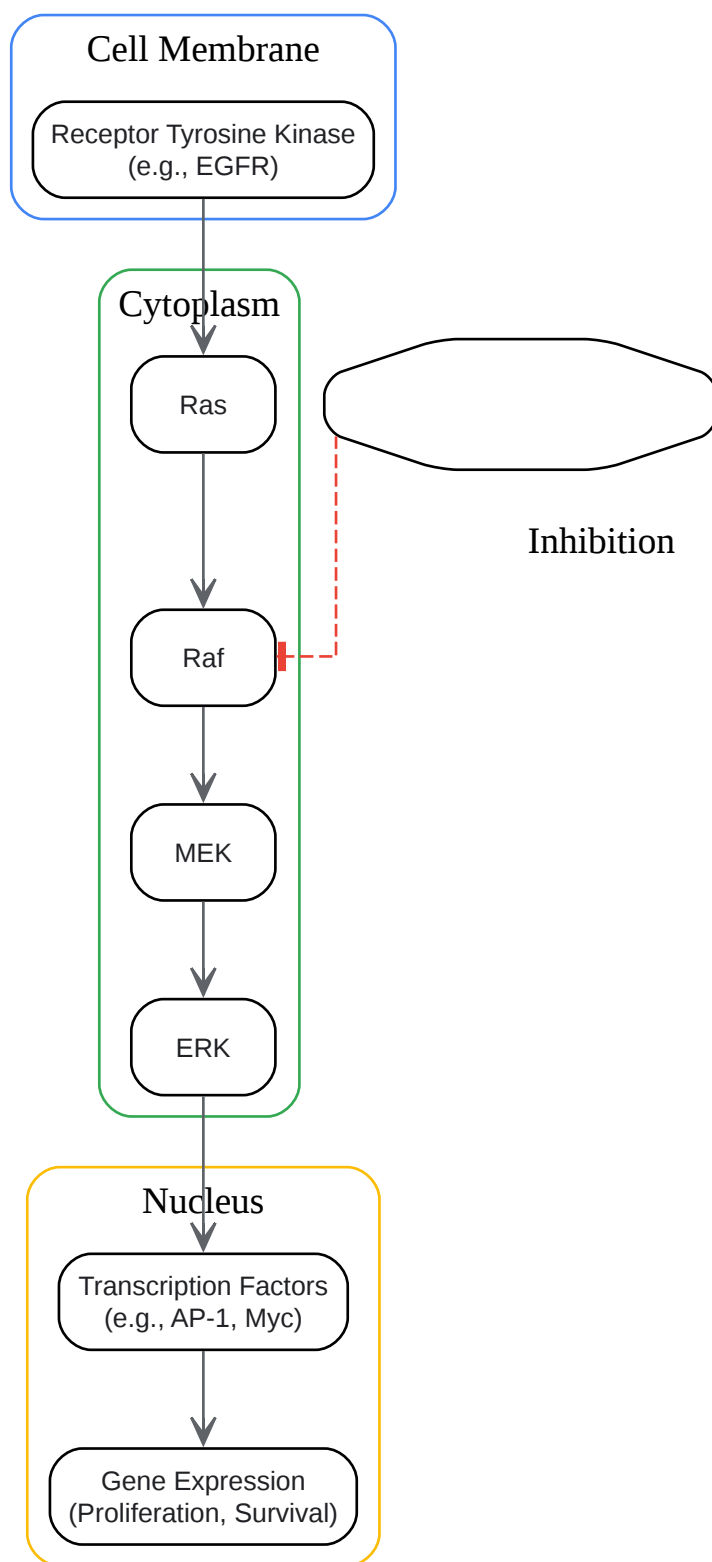 Cell Membrane
Receptor Tyrosine Kinase
(e.g., EGFR)
Cytoplasm
Ras
Inhibition
Raf
MEK
ERK
Nucleus
Transcription Factors
(e.g., AP-1, Myc)
Gene Expression
(Proliferation, Survival)